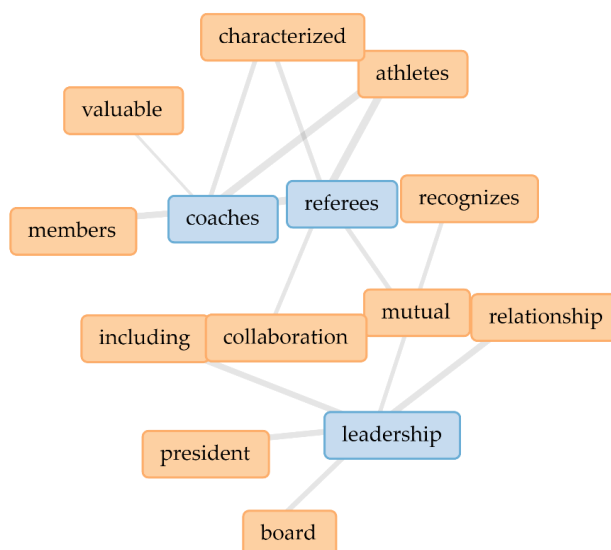 characterized
athletes
valuable
recognizes
referees
coaches
members
mutual
relationship
including
collaboration
leadership
president
board